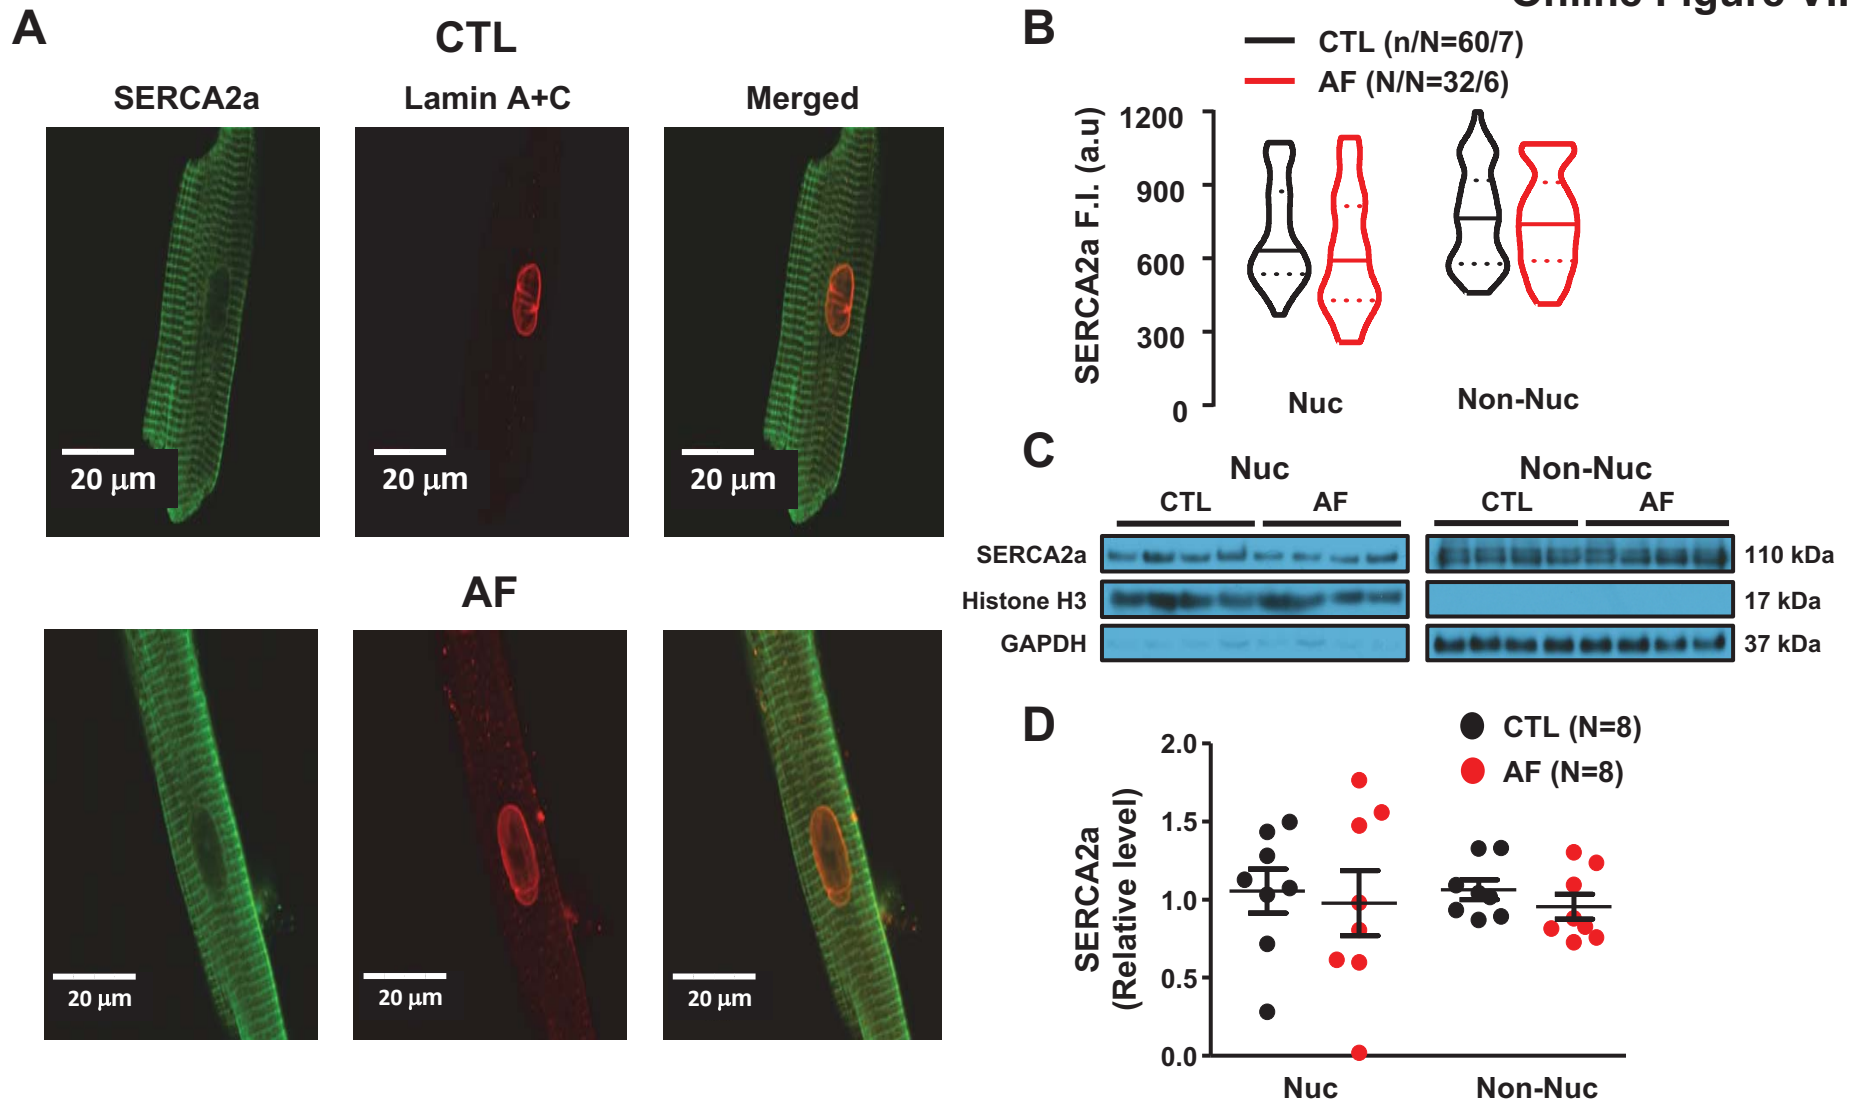 Online Figure VII
A
CTL
SERCA2a
Lamin A+C
Merged
20 μm
20 μm
20 μm
AF
20 μm
20 μm
20 μm
B
CTL (n/N=60/7)
AF (N/N=32/6)
SERCA2a F.I. (a.u)
1200
900
600
300
0
Nuc
Non-Nuc
C
Nuc
Non-Nuc
CTL
AF
CTL
AF
SERCA2a
110 kDa
Histone H3
17 kDa
GAPDH
37 kDa
D
CTL (N=8)
AF (N=8)
SERCA2a
(Relative level)
2.0
1.5
1.0
0.5
0.0
Nuc
Non-Nuc